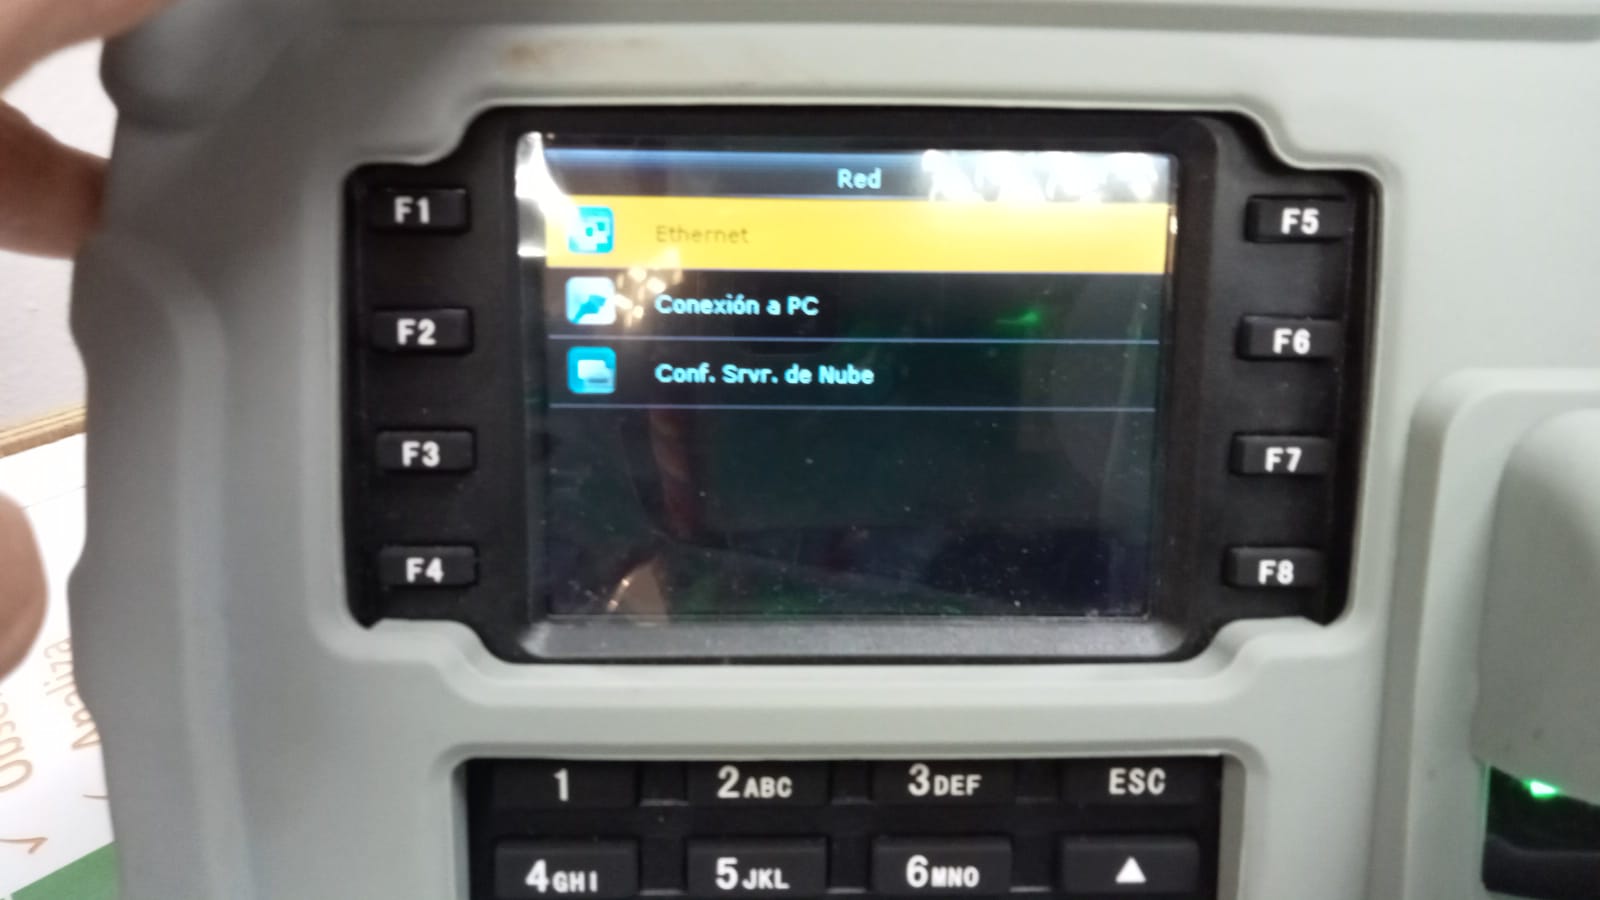 Red
F1
Ethernet
F5
Conexión a PC
F2
Conf. Srvr. de Nube
F6
F3
F7
F4
F8
1
2ABC
3DEF
ESC
4GHI
5JKL
6MNO
▲
Analiza